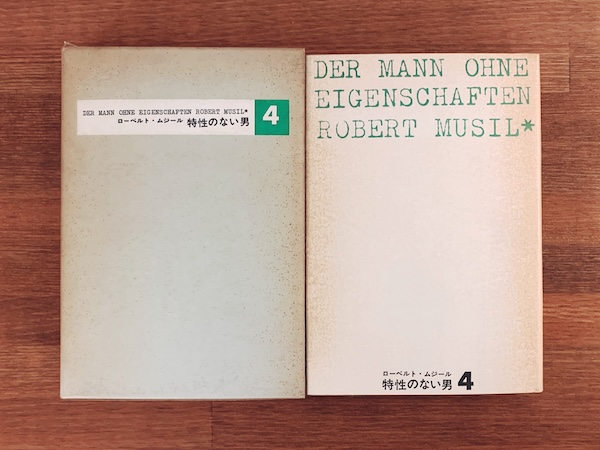 DER MANN OHNE EIGENSCHAFTEN ROBERT MUSIL*
ローベルト・ムジール 特性のない男 4
DER MANN OHNE
EIGENSCHAFTEN
ROBERT MUSIL*
ローベルト・ムジール
特性のない男 4